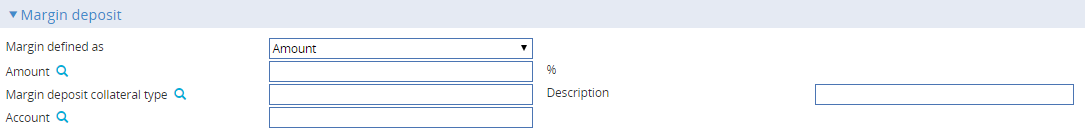 Margin deposit
Margin defined as Amount
Amount %
Margin deposit collateral type Description
Account